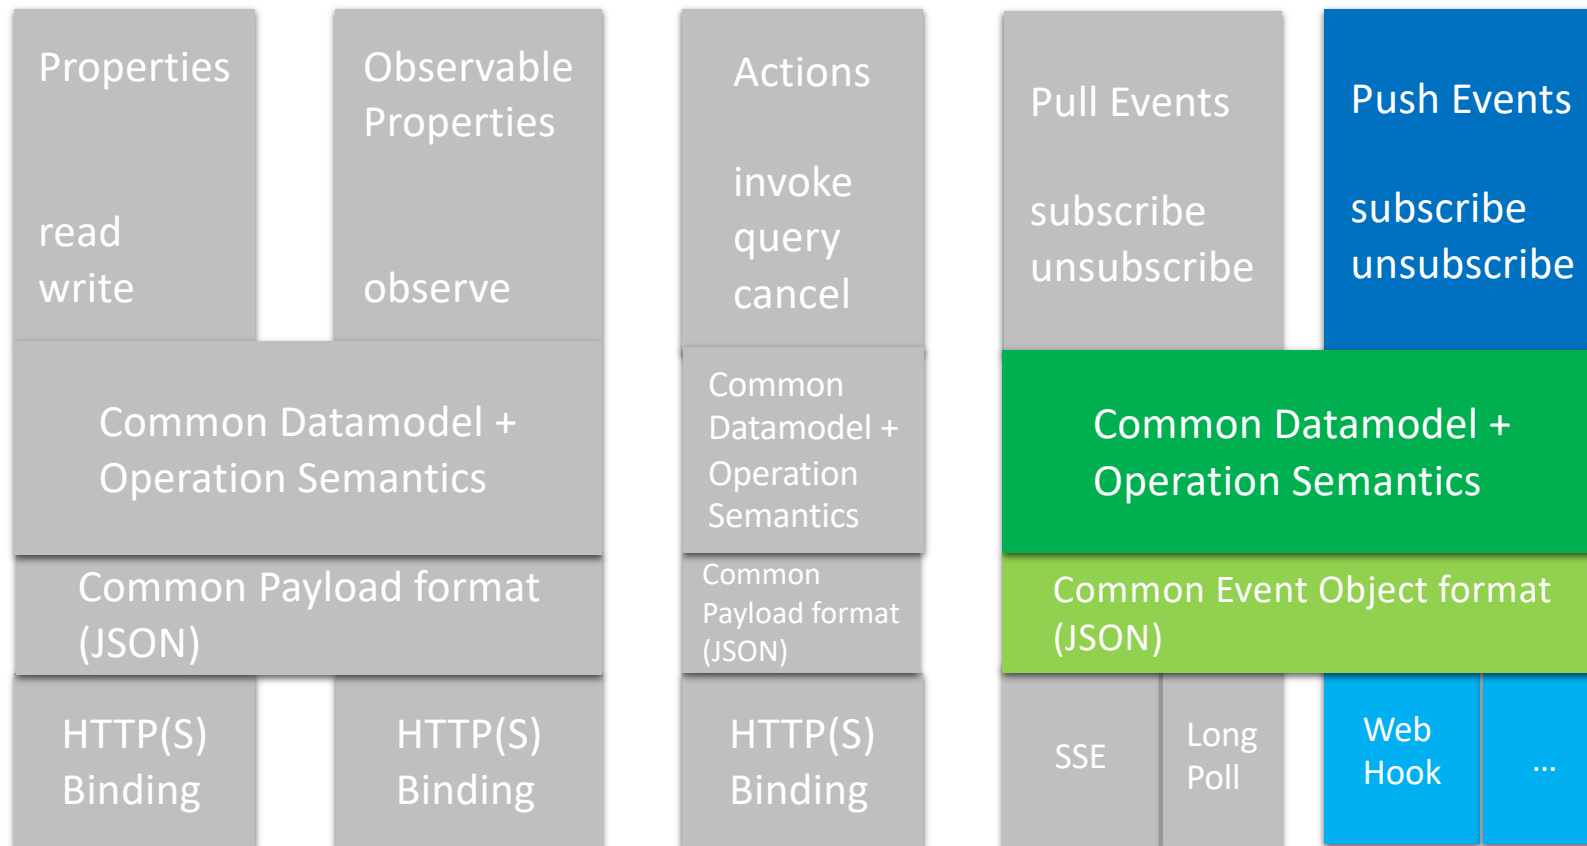 Properties
read
write
Observable
Properties
observe
Actions
invoke
query
cancel
Pull Events
subscribe
unsubscribe
Push Events
subscribe
unsubscribe
Common Datamodel +
Operation Semantics
Common
Datamodel +
Operation
Semantics
Common Datamodel +
Operation Semantics
Common Payload format
(JSON)
Common
Payload format
(JSON)
Common Event Object format
(JSON)
HTTP(S)
Binding
HTTP(S)
Binding
HTTP(S)
Binding
SSE
Long
Poll
Web
Hook
...